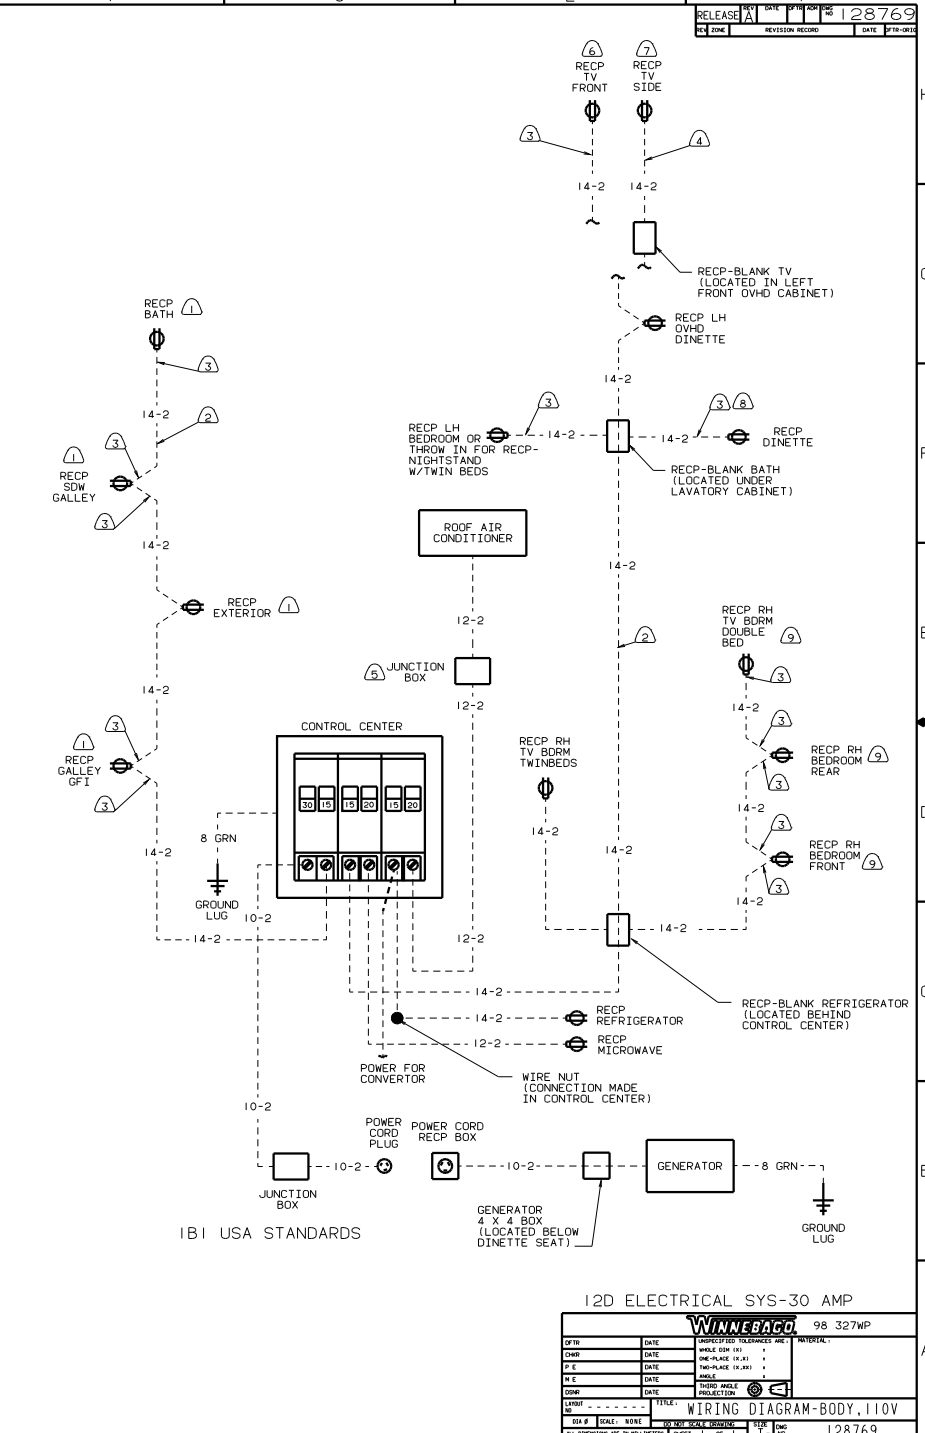 RELEASE REV A DATE DFTR ADM DWG NO 128769
REV ZONE REVISION RECORD DATE DFTR-ORIG
6
7
RECP
TV
FRONT
RECP
TV
SIDE
3
4
14-2
14-2
RECP-BLANK TV
(LOCATED IN LEFT
FRONT OVHD CABINET)
RECP
BATH
1
RECP LH
OVHD
DINETTE
3
14-2
14-2
2
3
3
3 8
RECP LH
BEDROOM OR
THROW IN FOR RECP-
NIGHTSTAND
W/TWIN BEDS
14-2
14-2
RECP
DINETTE
1
RECP
SDW
GALLEY
3
RECP-BLANK BATH
(LOCATED UNDER
LAVATORY CABINET)
ROOF AIR
CONDITIONER
14-2
14-2
RECP
EXTERIOR
1
12-2
RECP RH
TV BDRM
DOUBLE
BED
9
2
5
JUNCTION
BOX
3
14-2
12-2
14-2
3
3
CONTROL CENTER
1
RECP
GALLEY
GFI
3
RECP RH
TV BDRM
TWINBEDS
RECP RH
BEDROOM
REAR
9
3
30 15 15 20 15 20
14-2
14-2
3
8 GRN
14-2
14-2
RECP RH
BEDROOM
FRONT
9
3
GROUND
LUG
10-2
14-2
14-2
12-2
14-2
14-2
RECP-BLANK REFRIGERATOR
(LOCATED BEHIND
CONTROL CENTER)
14-2
RECP
REFRIGERATOR
12-2
RECP
MICROWAVE
POWER FOR
CONVERTOR
WIRE NUT
(CONNECTION MADE
IN CONTROL CENTER)
10-2
POWER
CORD
PLUG
POWER CORD
RECP BOX
10-2
10-2
GENERATOR
8 GRN
JUNCTION
BOX
GENERATOR
4 X 4 BOX
(LOCATED BELOW
DINETTE SEAT)
GROUND
LUG
IBI USA STANDARDS
12D ELECTRICAL SYS-30 AMP
WINNEBAGO. 98 327WP
DFTR DATE UNSPECIFIED TOLERANCES ARE: MATERIAL:
CHKR DATE WHOLE DIM (X)
ONE-PLACE (X.X)
P E DATE TWO-PLACE (X.XX)
M E DATE ANGLE
DSNR DATE THIRD ANGLE
PROJECTION
LAYOUT
NO
TITLE: WIRING DIAGRAM-BODY,110V
DIA Ø SCALE: NONE DO NOT SCALE DRAWING SIZE DWG
128769